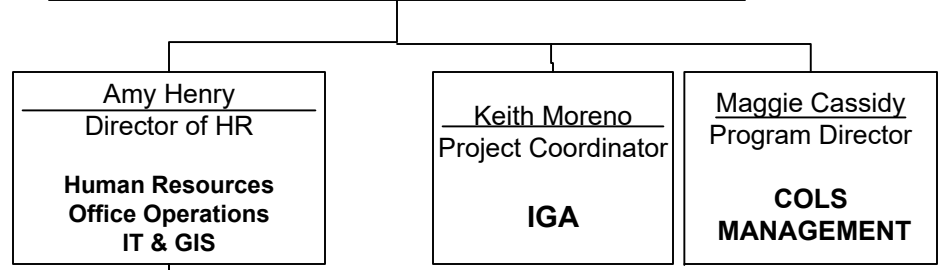 Amy Henry
Director of HR
Human Resources
Office Operations
IT & GIS
Keith Moreno
Project Coordinator
IGA
Maggie Cassidy
Program Director
COLS
MANAGEMENT